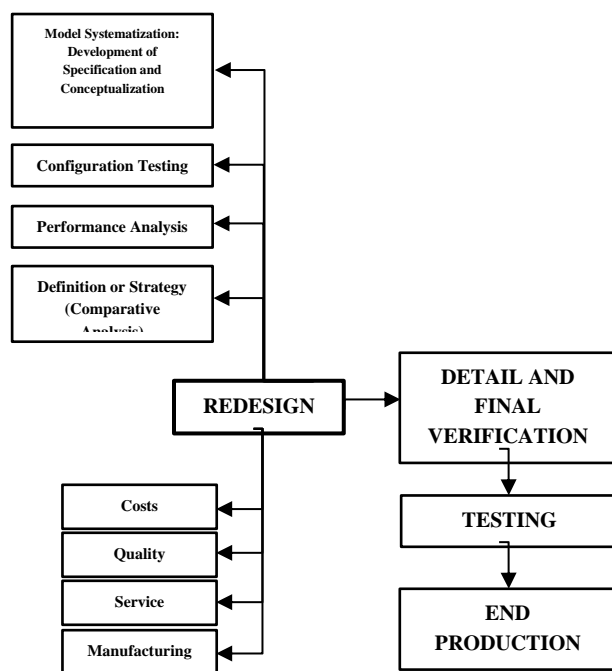 Model Systematization:
Development of
Specification and
Conceptualization
Configuration Testing
Performance Analysis
Definition or Strategy
(Comparative
Analysis)
REDESIGN
DETAIL AND
FINAL
VERIFICATION
Costs
TESTING
Quality
Service
END
PRODUCTION
Manufacturing